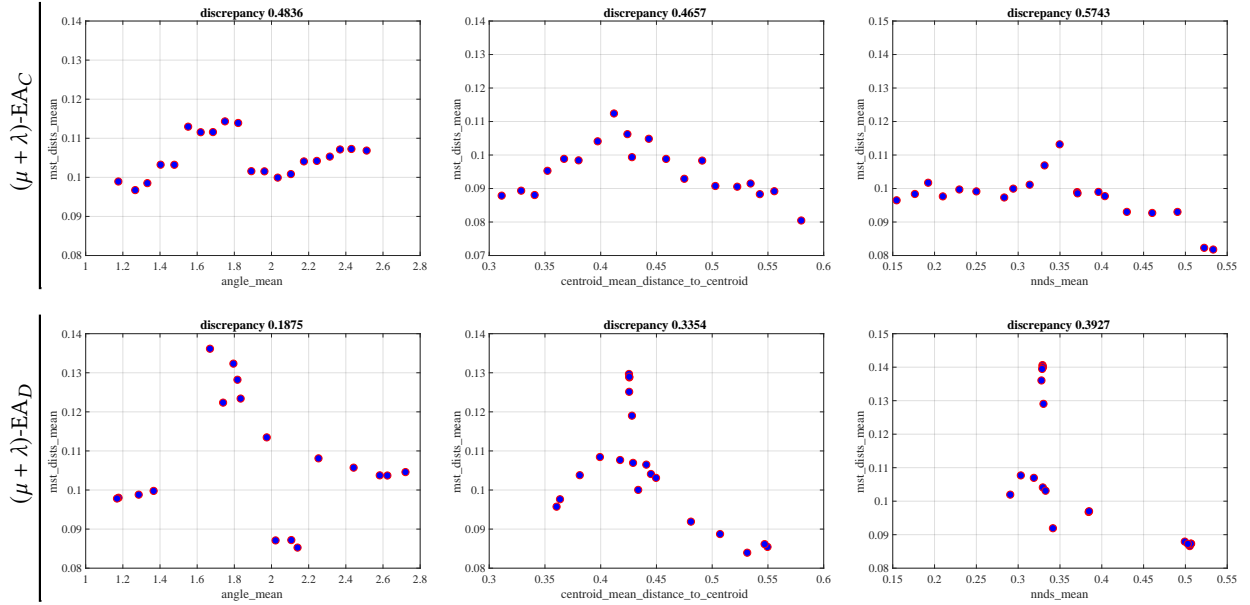 (μ + λ)-EA_C
discrepancy 0.4836
mst_dists_mean
0.14
0.13
0.12
0.11
0.1
0.09
0.08
1 1.2 1.4 1.6 1.8 2 2.2 2.4 2.6 2.8
angle_mean
discrepancy 0.4657
mst_dists_mean
0.14
0.13
0.12
0.11
0.1
0.09
0.08
0.07
0.3 0.35 0.4 0.45 0.5 0.55 0.6
centroid_mean_distance_to_centroid
discrepancy 0.5743
mst_dists_mean
0.15
0.14
0.13
0.12
0.11
0.1
0.09
0.08
0.15 0.2 0.25 0.3 0.35 0.4 0.45 0.5 0.55
nnds_mean
(μ + λ)-EA_D
discrepancy 0.1875
mst_dists_mean
0.14
0.13
0.12
0.11
0.1
0.09
0.08
1 1.2 1.4 1.6 1.8 2 2.2 2.4 2.6 2.8
angle_mean
discrepancy 0.3354
mst_dists_mean
0.14
0.13
0.12
0.11
0.1
0.09
0.08
0.3 0.35 0.4 0.45 0.5 0.55 0.6
centroid_mean_distance_to_centroid
discrepancy 0.3927
mst_dists_mean
0.15
0.14
0.13
0.12
0.11
0.1
0.09
0.08
0.15 0.2 0.25 0.3 0.35 0.4 0.45 0.5 0.55
nnds_mean